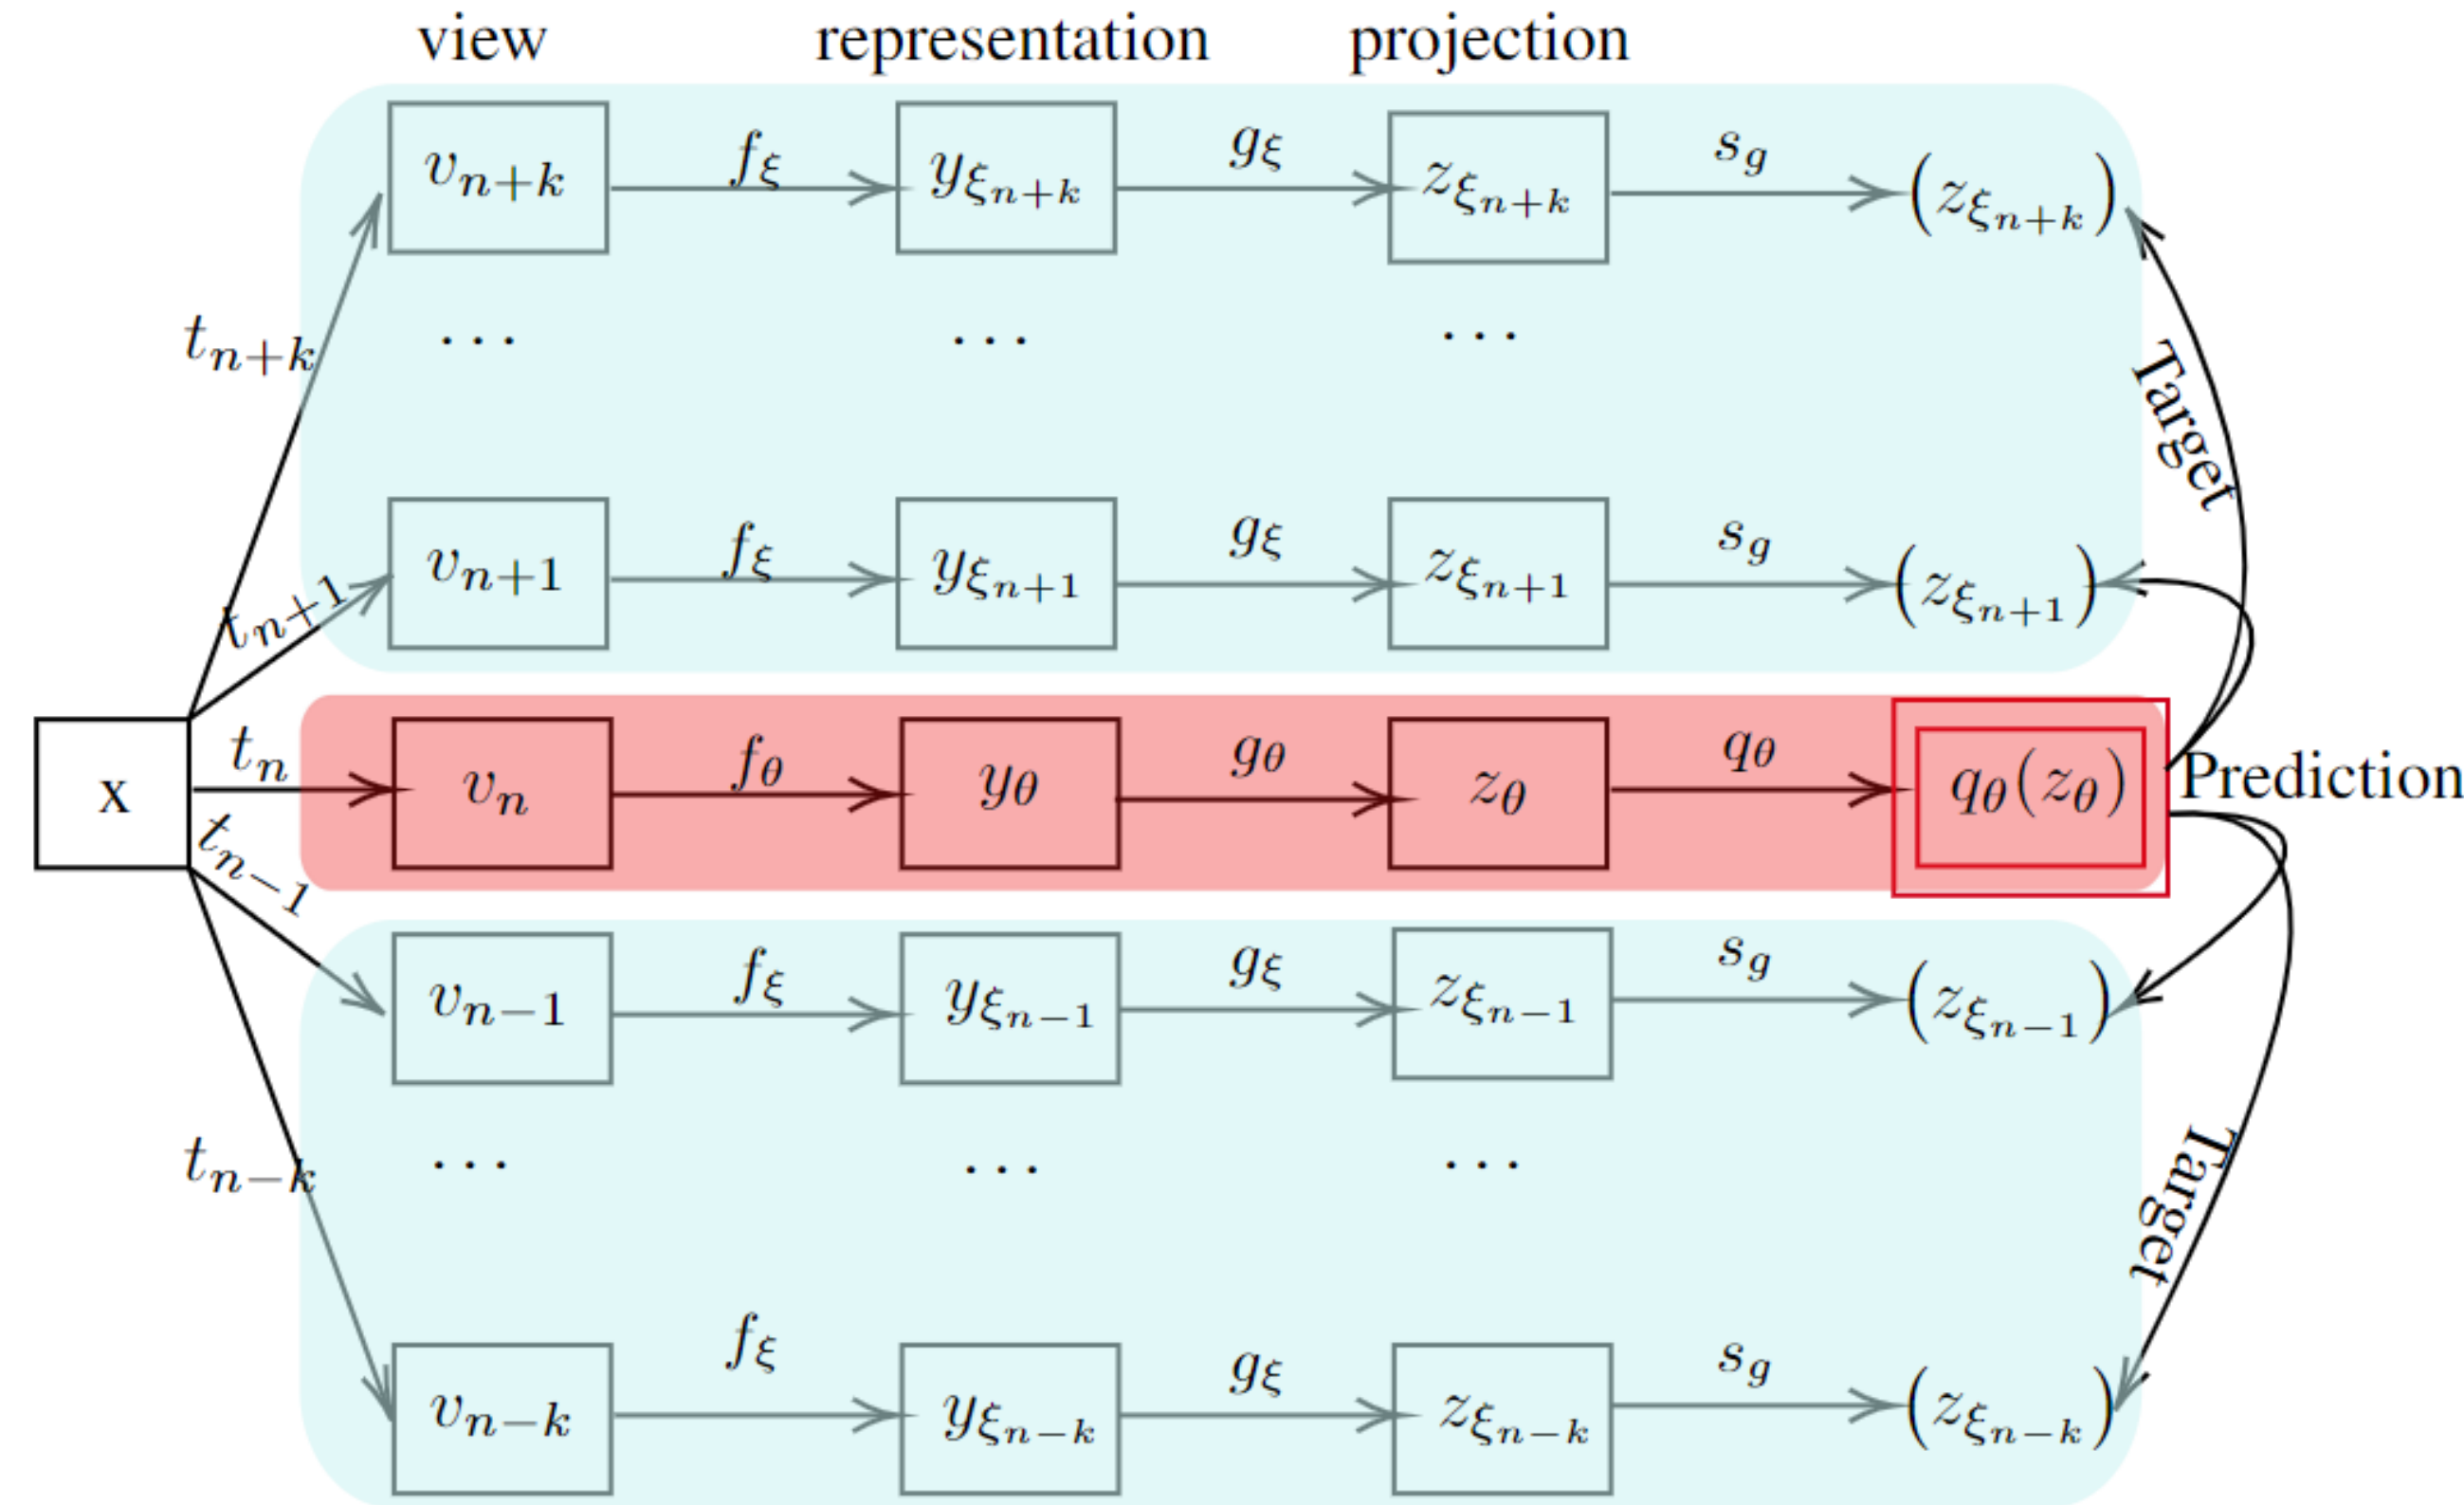 view representation projection
v_{n+k} f_ξ y_{ξ_{n+k}} g_ξ z_{ξ_{n+k}} s_g (z_{ξ_{n+k}})
t_{n+k} ... ... ...
Target
v_{n+1} f_ξ y_{ξ_{n+1}} g_ξ z_{ξ_{n+1}} s_g (z_{ξ_{n+1}})
t_{n+1}
x t_n v_n f_θ y_θ g_θ z_θ q_θ q_θ(z_θ) Prediction
t_{n−1}
v_{n−1} f_ξ y_{ξ_{n−1}} g_ξ z_{ξ_{n−1}} s_g (z_{ξ_{n−1}})
t_{n−k} ... ... ...
Target
v_{n−k} f_ξ y_{ξ_{n−k}} g_ξ z_{ξ_{n−k}} s_g (z_{ξ_{n−k}})